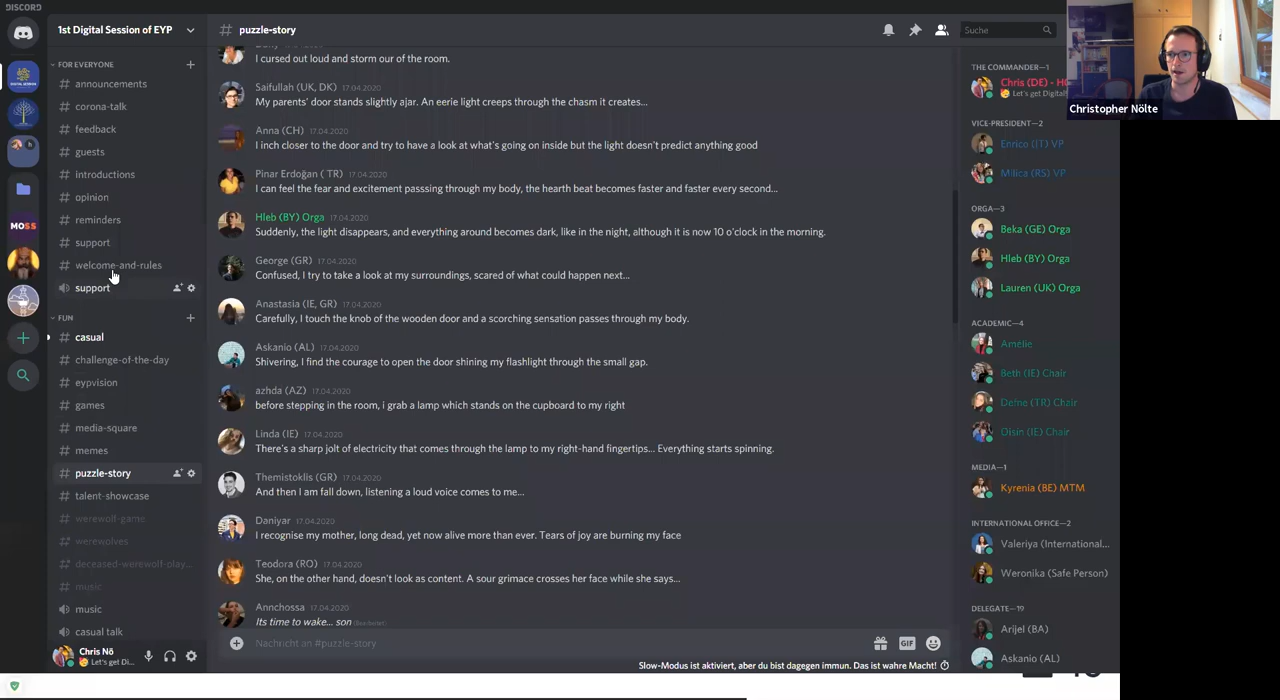 DISCORD
1st Digital Session of EYP
# puzzle-story
Suche
FOR EVERYONE
# announcements
# corona-talk
# feedback
# guests
# introductions
# opinion
# reminders
# support
# welcome-and-rules
support
FUN
# casual
# challenge-of-the-day
# eypvision
# games
# media-square
# memes
# puzzle-story
# talent-showcase
# werewolf-game
# werewolves
# deceased-werewolf-play...
# music
music
casual talk
Chris Nö
Let's get Di...
MOSS
I cursed out loud and storm our of the room.
Saifullah (UK, DK) 17.04.2020
My parents' door stands slightly ajar. An eerie light creeps through the chasm it creates...
Anna (CH) 17.04.2020
I inch closer to the door and try to have a look at what's going on inside but the light doesn't predict anything good
Pinar Erdoğan ( TR) 17.04.2020
I can feel the fear and excitement passsing through my body, the hearth beat becomes faster and faster every second...
Hleb (BY) Orga 17.04.2020
Suddenly, the light disappears, and everything around becomes dark, like in the night, although it is now 10 o'clock in the morning.
George (GR) 17.04.2020
Confused, I try to take a look at my surroundings, scared of what could happen next...
Anastasia (IE, GR) 17.04.2020
Carefully, I touch the knob of the wooden door and a scorching sensation passes through my body.
Askanio (AL) 17.04.2020
Shivering, I find the courage to open the door shining my flashlight through the small gap.
azhda (AZ) 17.04.2020
before stepping in the room, i grab a lamp which stands on the cupboard to my right
Linda (IE) 17.04.2020
There's a sharp jolt of electricity that comes through the lamp to my right-hand fingertips... Everything starts spinning.
Themistoklis (GR) 17.04.2020
And then I am fall down, listening a loud voice comes to me...
Daniyar 17.04.2020
I recognise my mother, long dead, yet now alive more than ever. Tears of joy are burning my face
Teodora (RO) 17.04.2020
She, on the other hand, doesn't look as content. A sour grimace crosses her face while she says...
Annchossa 17.04.2020
Its time to wake... son (bearbeitet)
Nachricht an #puzzle-story
GIF
Slow-Modus ist aktiviert, aber du bist dagegen immun. Das ist wahre Macht!
THE COMMANDER—1
Chris (DE) - H
Let's get Digital
VICE-PRESIDENT—2
Enrico (IT) VP
Milica (RS) VP
ORGA—3
Beka (GE) Orga
Hleb (BY) Orga
Lauren (UK) Orga
ACADEMIC—4
Amelie
Beth (IE) Chair
Defne (TR) Chair
Oisin (IE) Chair
MEDIA—1
Kyrenia (BE) MTM
INTERNATIONAL OFFICE—2
Valeriya (International...
Weronika (Safe Person)
DELEGATE—19
Arijel (BA)
Askanio (AL)
Christopher Nölte